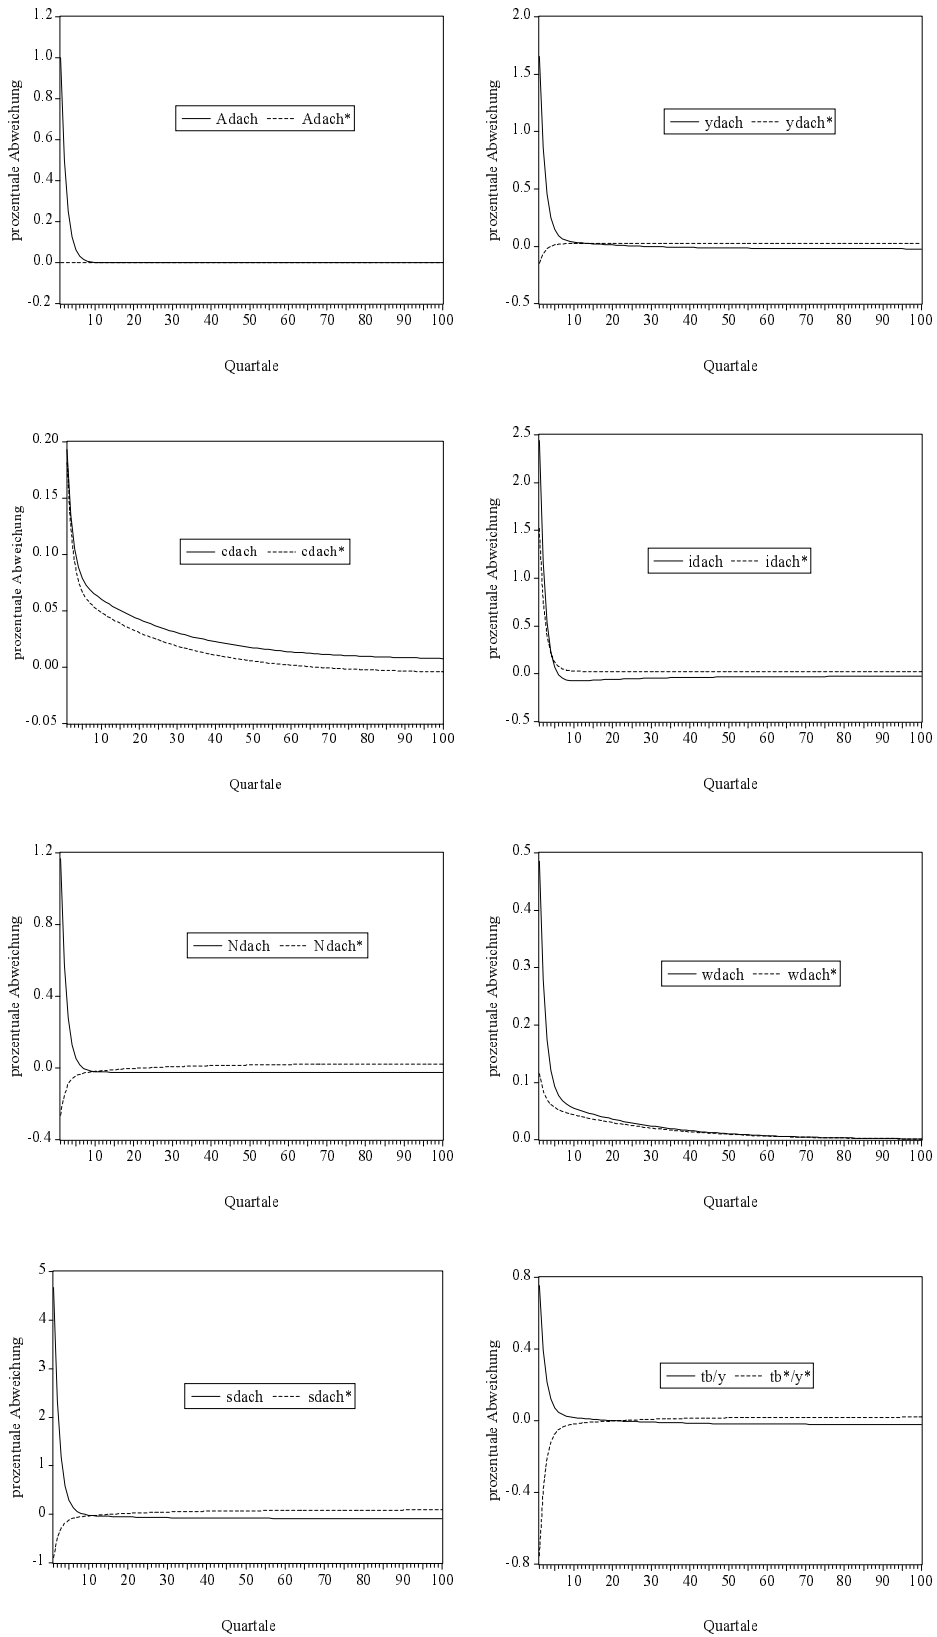 prozentuale Abweichung
1.2
1.0
0.8
0.6
0.4
0.2
0.0
-0.2
Adach Adach*
10 20 30 40 50 60 70 80 90 100
Quartale
prozentuale Abweichung
2.0
1.5
1.0
0.5
0.0
-0.5
ydach ydach*
10 20 30 40 50 60 70 80 90 100
Quartale
prozentuale Abweichung
0.20
0.15
0.10
0.05
0.00
-0.05
cdach cdach*
10 20 30 40 50 60 70 80 90 100
Quartale
prozentuale Abweichung
2.5
2.0
1.5
1.0
0.5
0.0
-0.5
idach idach*
10 20 30 40 50 60 70 80 90 100
Quartale
prozentuale Abweichung
1.2
0.8
0.4
0.0
-0.4
Ndach Ndach*
10 20 30 40 50 60 70 80 90 100
Quartale
prozentuale Abweichung
0.5
0.4
0.3
0.2
0.1
0.0
wdach wdach*
10 20 30 40 50 60 70 80 90 100
Quartale
prozentuale Abweichung
5
4
3
2
1
0
-1
sdach sdach*
10 20 30 40 50 60 70 80 90 100
Quartale
prozentuale Abweichung
0.8
0.4
0.0
-0.4
-0.8
tb/y tb*/y*
10 20 30 40 50 60 70 80 90 100
Quartale